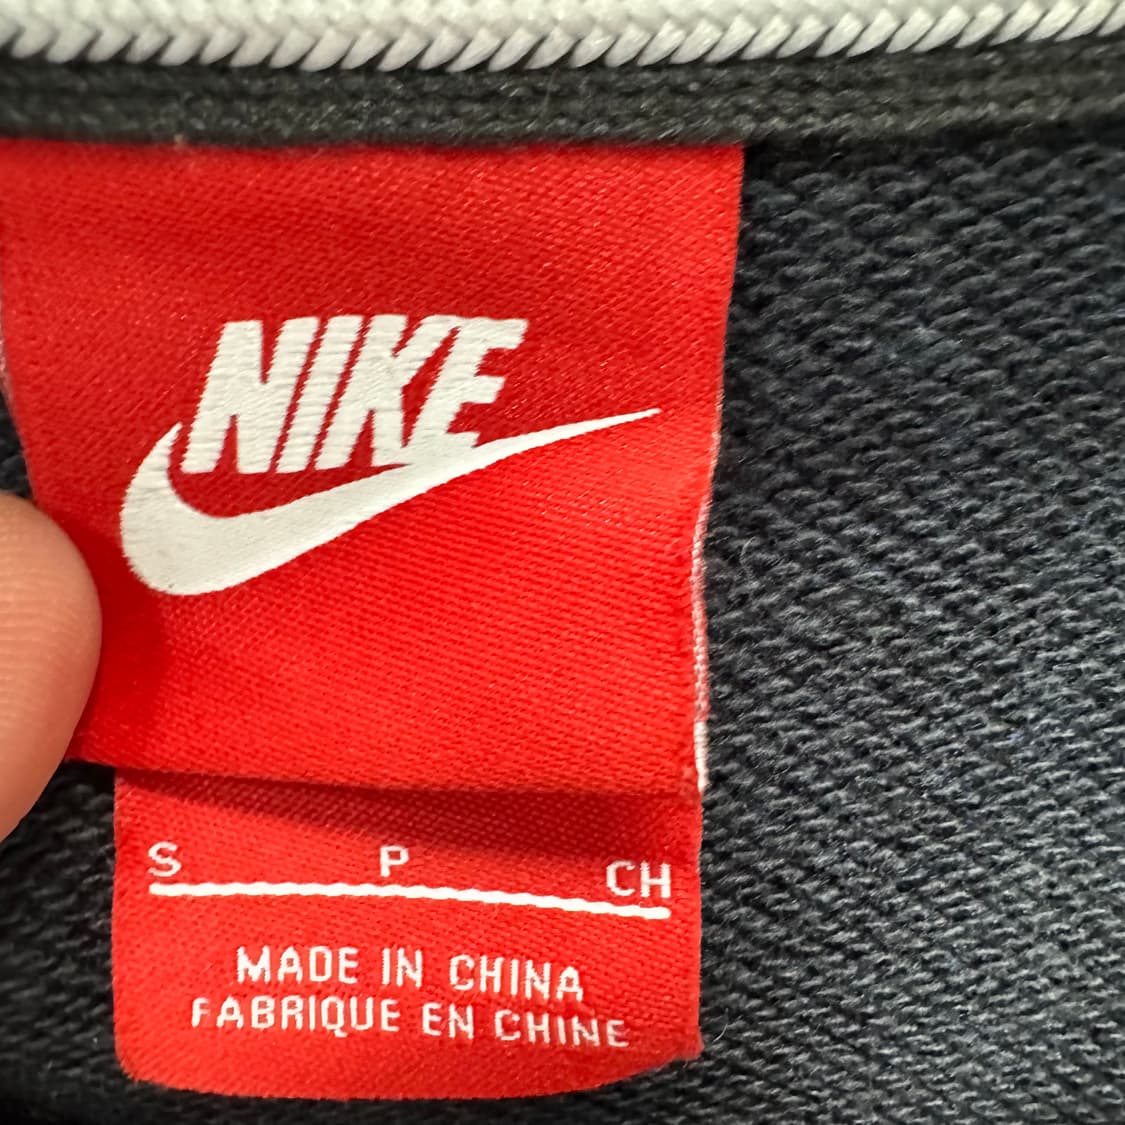 NIKE
S P CH
MADE IN CHINA
FABRIQUE EN CHINE